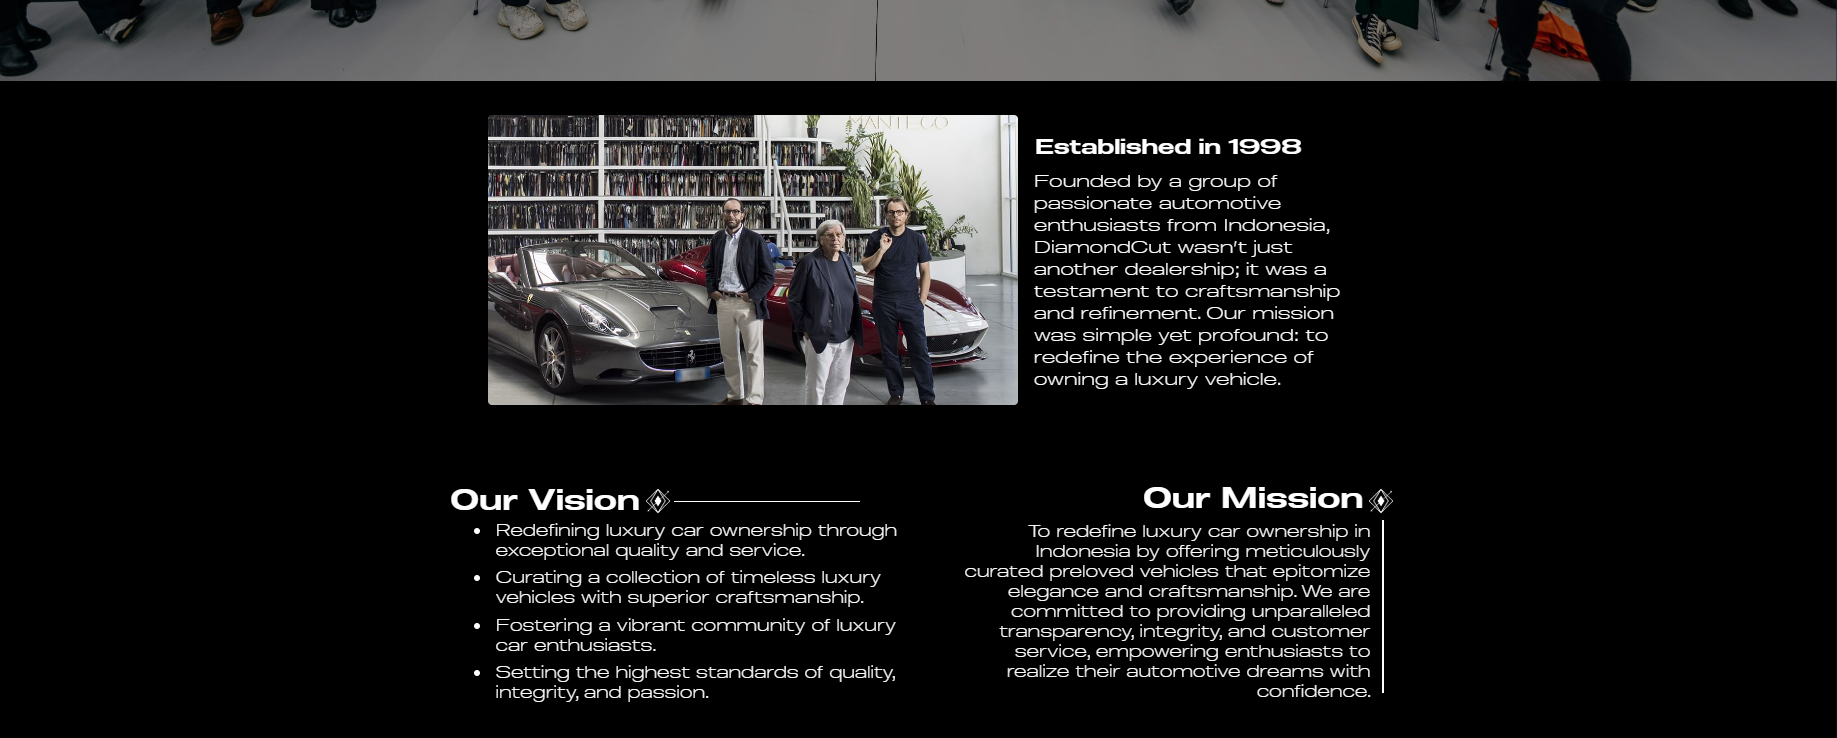 MANTECO
Established in 1998
Founded by a group of
passionate automotive
enthusiasts from Indonesia,
DiamondCut wasn't just
another dealership; it was a
testament to craftsmanship
and refinement. Our mission
was simple yet profound: to
redefine the experience of
owning a luxury vehicle.
Our Vision
• Redefining luxury car ownership through
exceptional quality and service.
• Curating a collection of timeless luxury
vehicles with superior craftsmanship.
• Fostering a vibrant community of luxury
car enthusiasts.
• Setting the highest standards of quality,
integrity, and passion.
Our Mission
To redefine luxury car ownership in
Indonesia by offering meticulously
curated preloved vehicles that epitomize
elegance and craftsmanship. We are
committed to providing unparalleled
transparency, integrity, and customer
service, empowering enthusiasts to
realize their automotive dreams with
confidence.